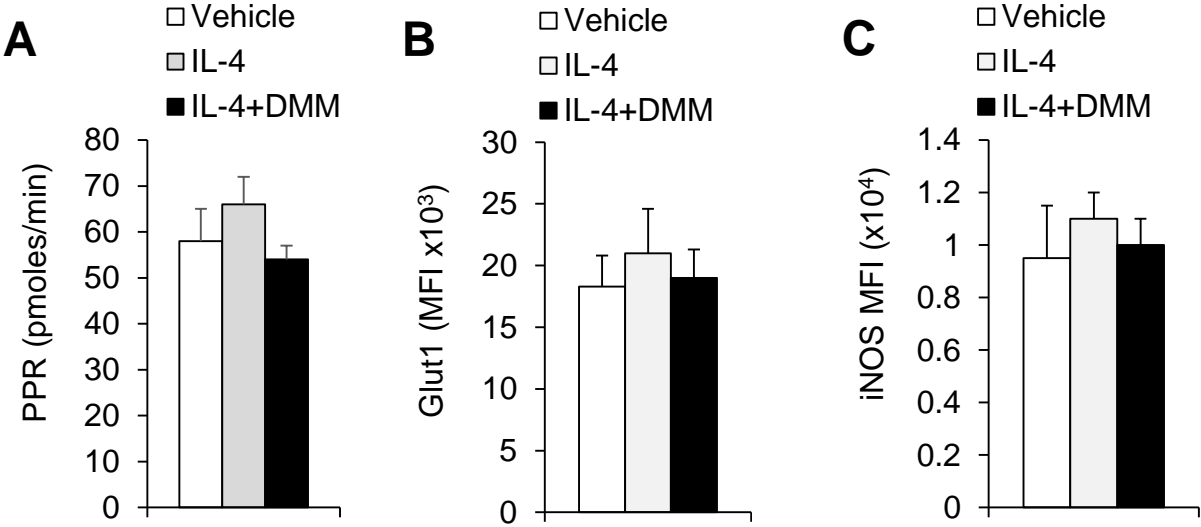 A
Vehicle
IL-4
IL-4+DMM
PPR (pmoles/min)
80
70
60
50
40
30
20
10
0
B
Vehicle
IL-4
IL-4+DMM
Glut1 (MFI x10³)
30
25
20
15
10
5
0
C
Vehicle
IL-4
IL-4+DMM
iNOS MFI (x10⁴)
1.4
1.2
1
0.8
0.6
0.4
0.2
0